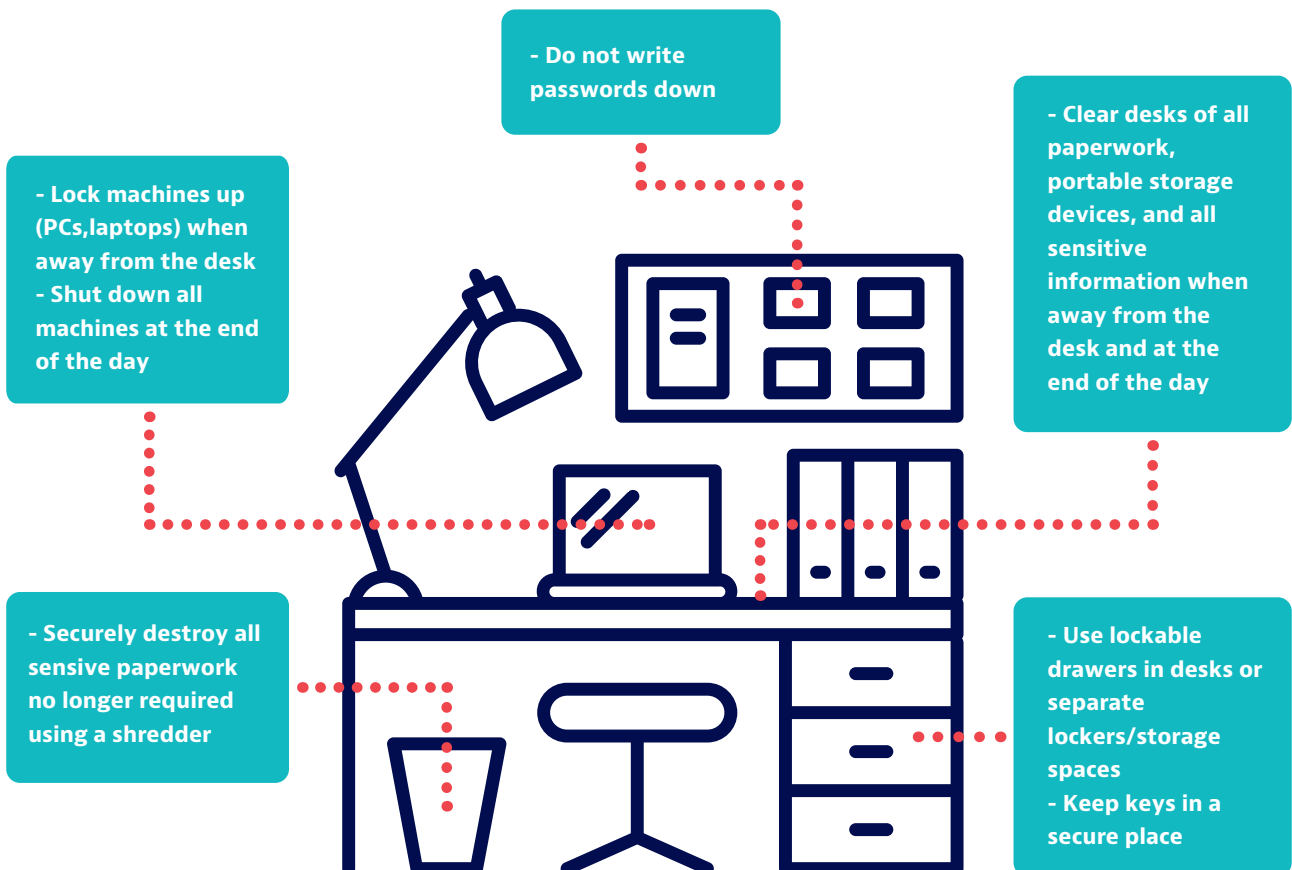 - Do not write
passwords down
- Lock machines up
(PCs,laptops) when
away from the desk
- Shut down all
machines at the end
of the day
- Clear desks of all
paperwork,
portable storage
devices, and all
sensitive
information when
away from the
desk and at the
end of the day
- Securely destroy all
sensive paperwork
no longer required
using a shredder
- Use lockable
drawers in desks or
separate
lockers/storage
spaces
- Keep keys in a
secure place